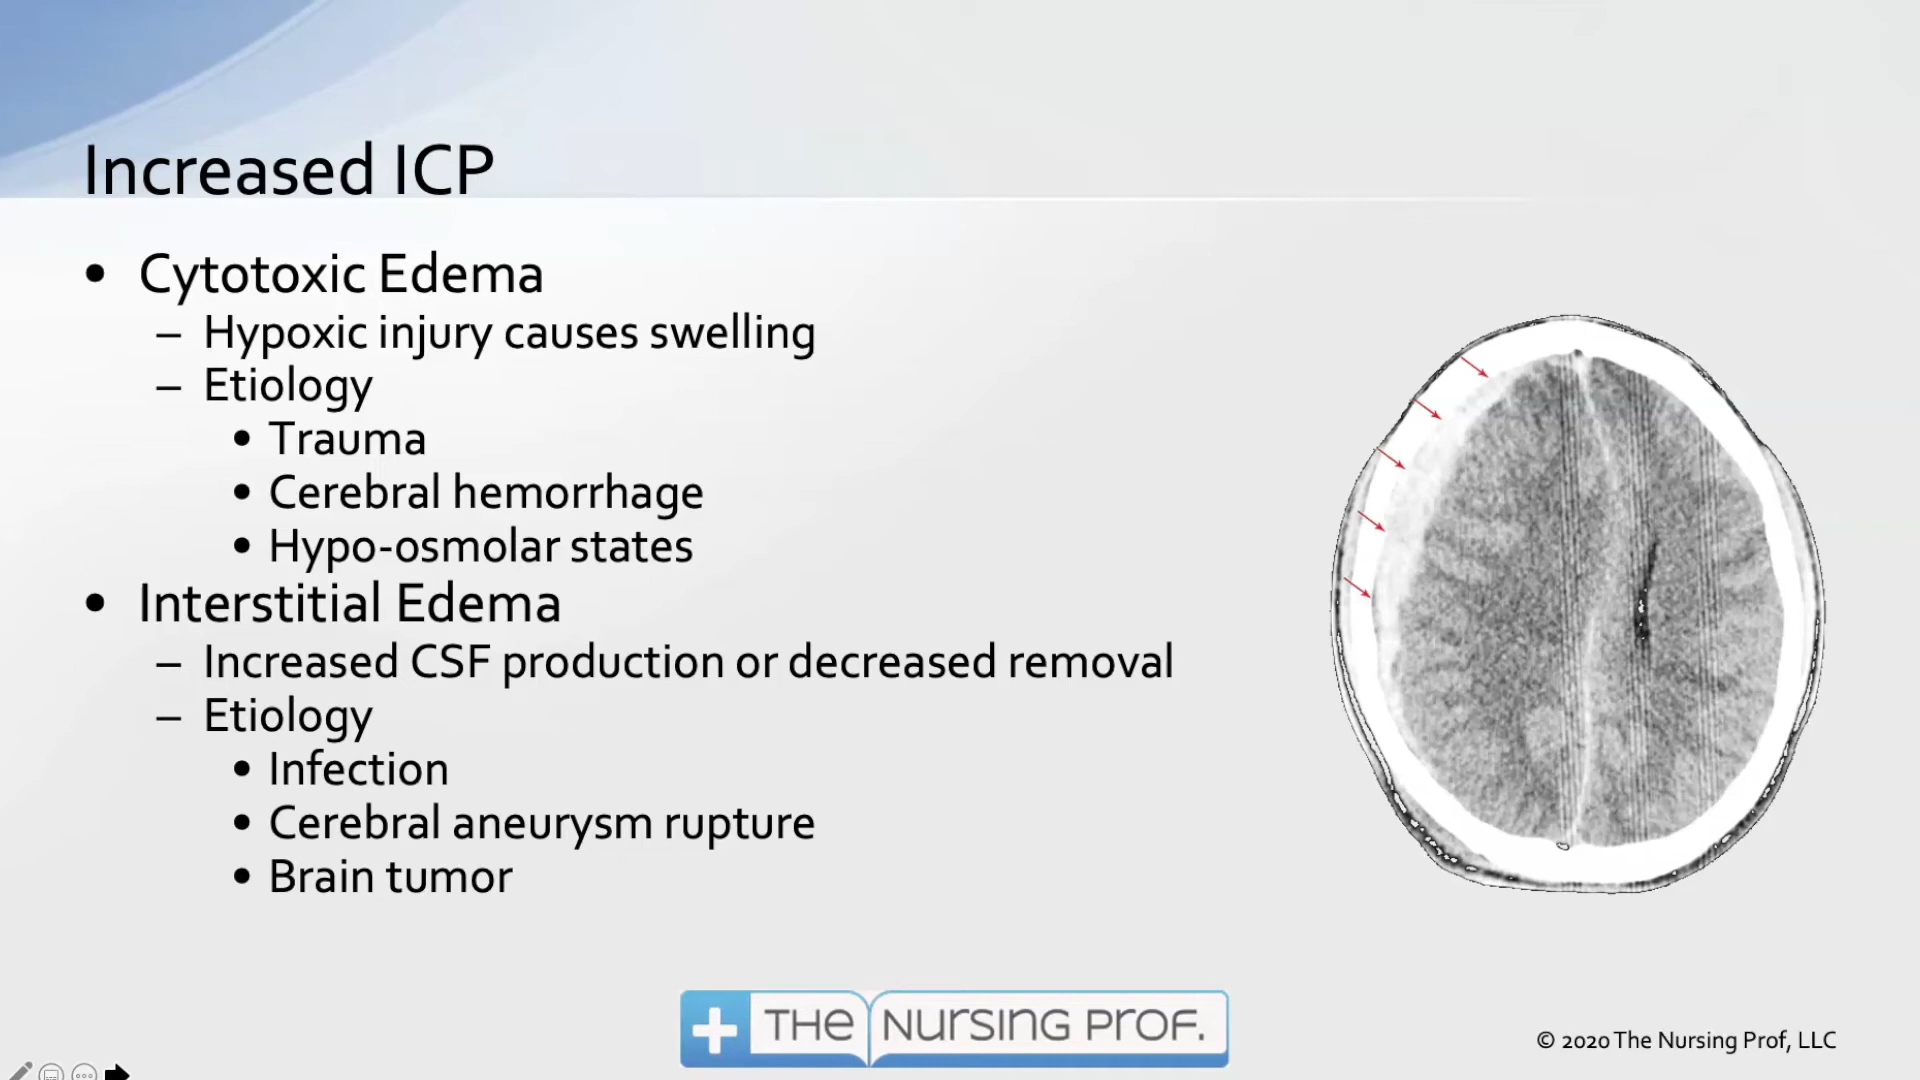 Increased ICP
• Cytotoxic Edema
– Hypoxic injury causes swelling
– Etiology
• Trauma
• Cerebral hemorrhage
• Hypo-osmolar states
• Interstitial Edema
– Increased CSF production or decreased removal
– Etiology
• Infection
• Cerebral aneurysm rupture
• Brain tumor
THE NURSING PROF.
© 2020 The Nursing Prof, LLC